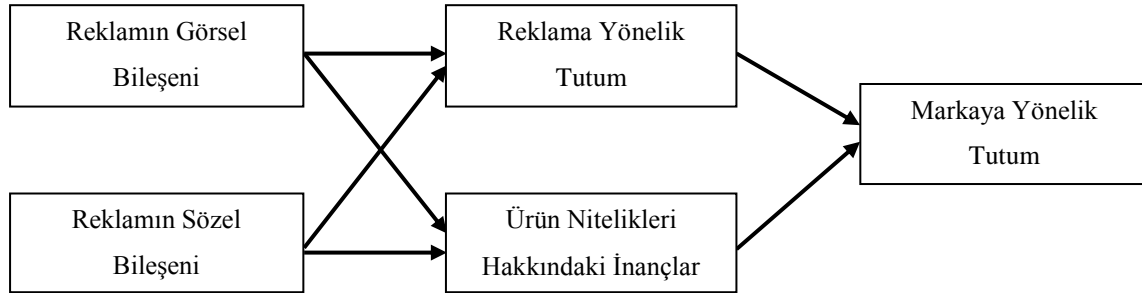 Reklamın Görsel
Bileşeni
Reklama Yönelik
Tutum
Markaya Yönelik
Tutum
Reklamın Sözel
Bileşeni
Ürün Nitelikleri
Hakkındaki İnançlar